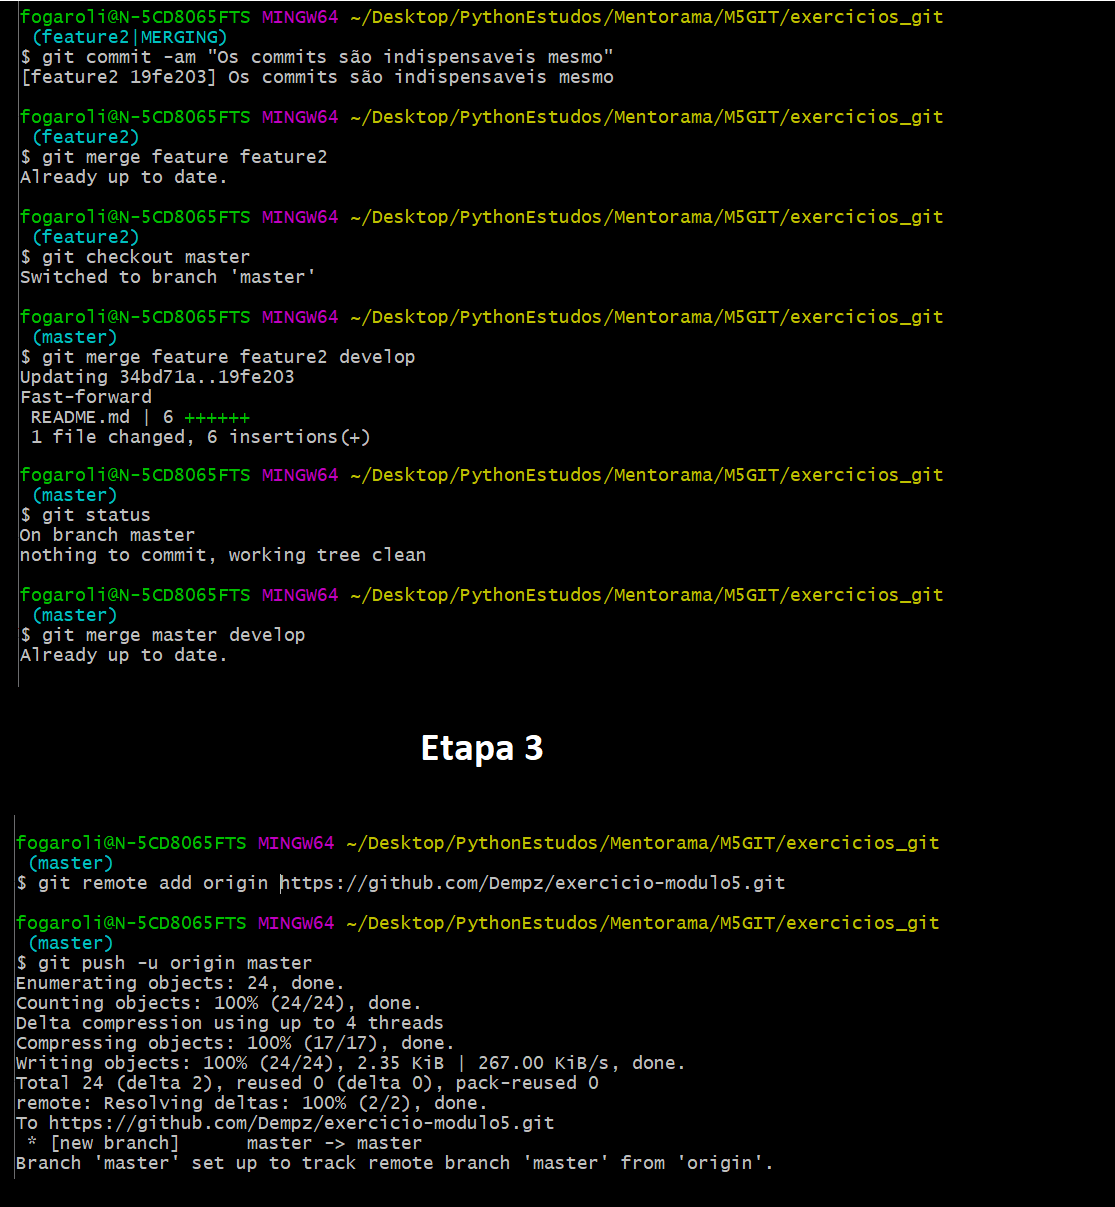 fogaroli@N-5CD8065FTS MINGW64 ~/Desktop/PythonEstudos/Mentorama/M5GIT/exercicios_git
(feature2|MERGING)
$ git commit -am "Os commits são indispensaveis mesmo"
[feature2 19fe203] Os commits são indispensaveis mesmo
fogaroli@N-5CD8065FTS MINGW64 ~/Desktop/PythonEstudos/Mentorama/M5GIT/exercicios_git
(feature2)
$ git merge feature feature2
Already up to date.
fogaroli@N-5CD8065FTS MINGW64 ~/Desktop/PythonEstudos/Mentorama/M5GIT/exercicios_git
(feature2)
$ git checkout master
Switched to branch 'master'
fogaroli@N-5CD8065FTS MINGW64 ~/Desktop/PythonEstudos/Mentorama/M5GIT/exercicios_git
(master)
$ git merge feature feature2 develop
Updating 34bd71a..19fe203
Fast-forward
README.md | 6 ++++++
1 file changed, 6 insertions(+)
fogaroli@N-5CD8065FTS MINGW64 ~/Desktop/PythonEstudos/Mentorama/M5GIT/exercicios_git
(master)
$ git status
On branch master
nothing to commit, working tree clean
fogaroli@N-5CD8065FTS MINGW64 ~/Desktop/PythonEstudos/Mentorama/M5GIT/exercicios_git
(master)
$ git merge master develop
Already up to date.
Etapa 3
fogaroli@N-5CD8065FTS MINGW64 ~/Desktop/PythonEstudos/Mentorama/M5GIT/exercicios_git
(master)
$ git remote add origin https://github.com/Dempz/exercicio-modulo5.git
fogaroli@N-5CD8065FTS MINGW64 ~/Desktop/PythonEstudos/Mentorama/M5GIT/exercicios_git
(master)
$ git push -u origin master
Enumerating objects: 24, done.
Counting objects: 100% (24/24), done.
Delta compression using up to 4 threads
Compressing objects: 100% (17/17), done.
Writing objects: 100% (24/24), 2.35 KiB | 267.00 KiB/s, done.
Total 24 (delta 2), reused 0 (delta 0), pack-reused 0
remote: Resolving deltas: 100% (2/2), done.
To https://github.com/Dempz/exercicio-modulo5.git
* [new branch]      master -> master
Branch 'master' set up to track remote branch 'master' from 'origin'.